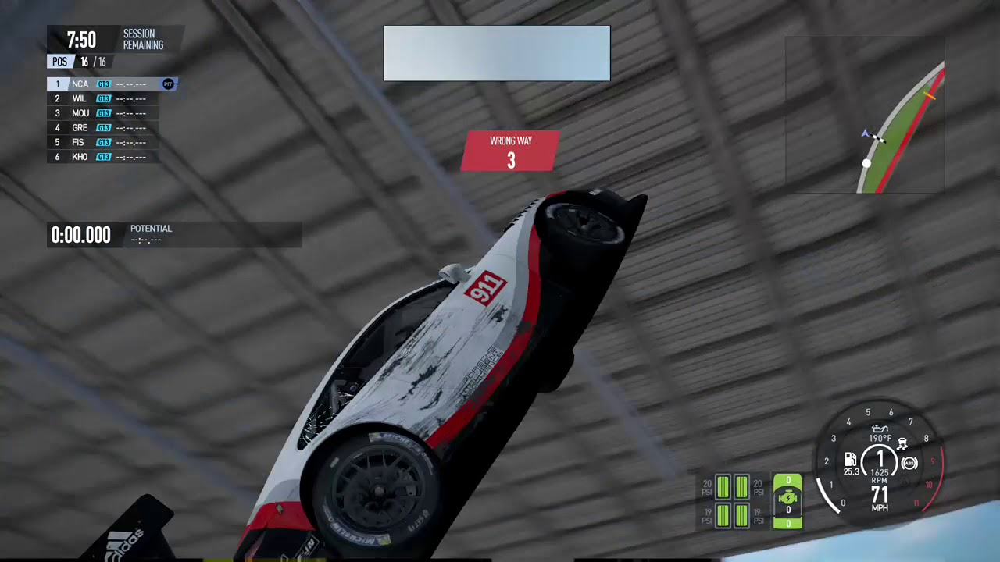 7:50
SESSION
REMAINING
POS 16 / 16
1 NCA GT3 --:--.--- PIT
2 WIL GT3 --:--.---
3 MOU GT3 --:--.---
4 GRE GT3 --:--.---
5 FIS GT3 --:--.---
6 KHO GT3 --:--.---
0:00.000
POTENTIAL
--:--.---
WRONG WAY
3
911
MICHELIN
MICHELIN
adidas
20 PSI
20 PSI
19 PSI
19 PSI
0
0
0
0 1 2 3 4 5 6 7 8 9 10 11
190°F
25.3
1
ABS
1625
RPM
71
MPH